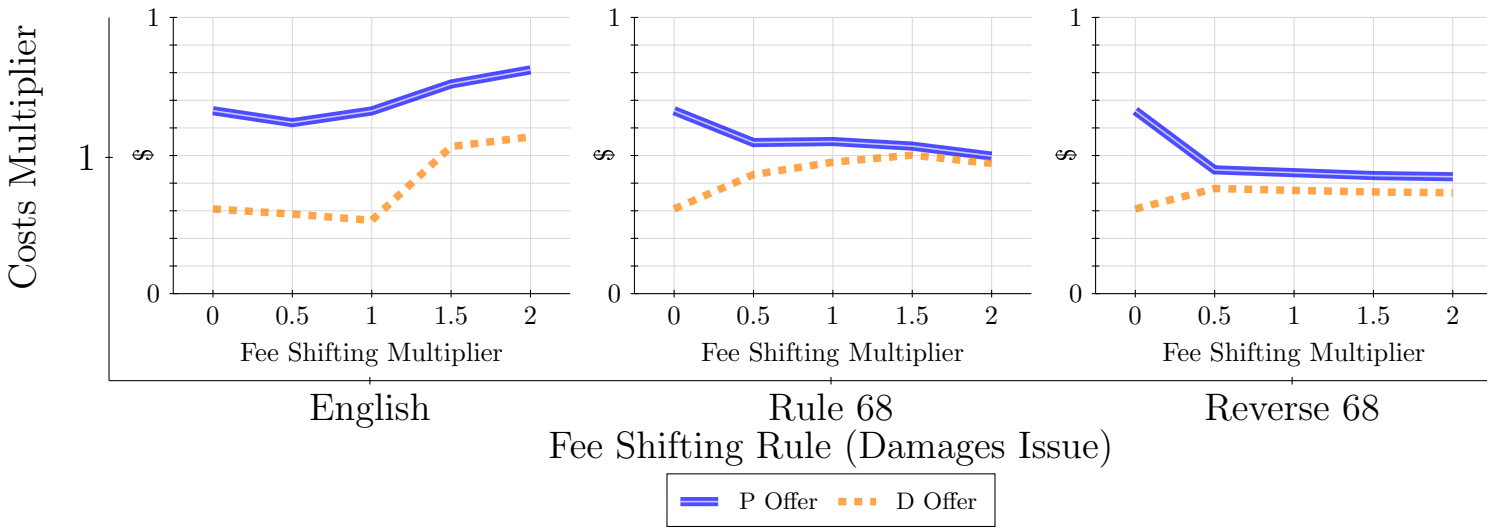 Costs Multiplier
1
1
$
0
0 0.5 1 1.5 2
Fee Shifting Multiplier
1
$
0
0 0.5 1 1.5 2
Fee Shifting Multiplier
1
$
0
0 0.5 1 1.5 2
Fee Shifting Multiplier
English Rule 68 Reverse 68
Fee Shifting Rule (Damages Issue)
P Offer D Offer